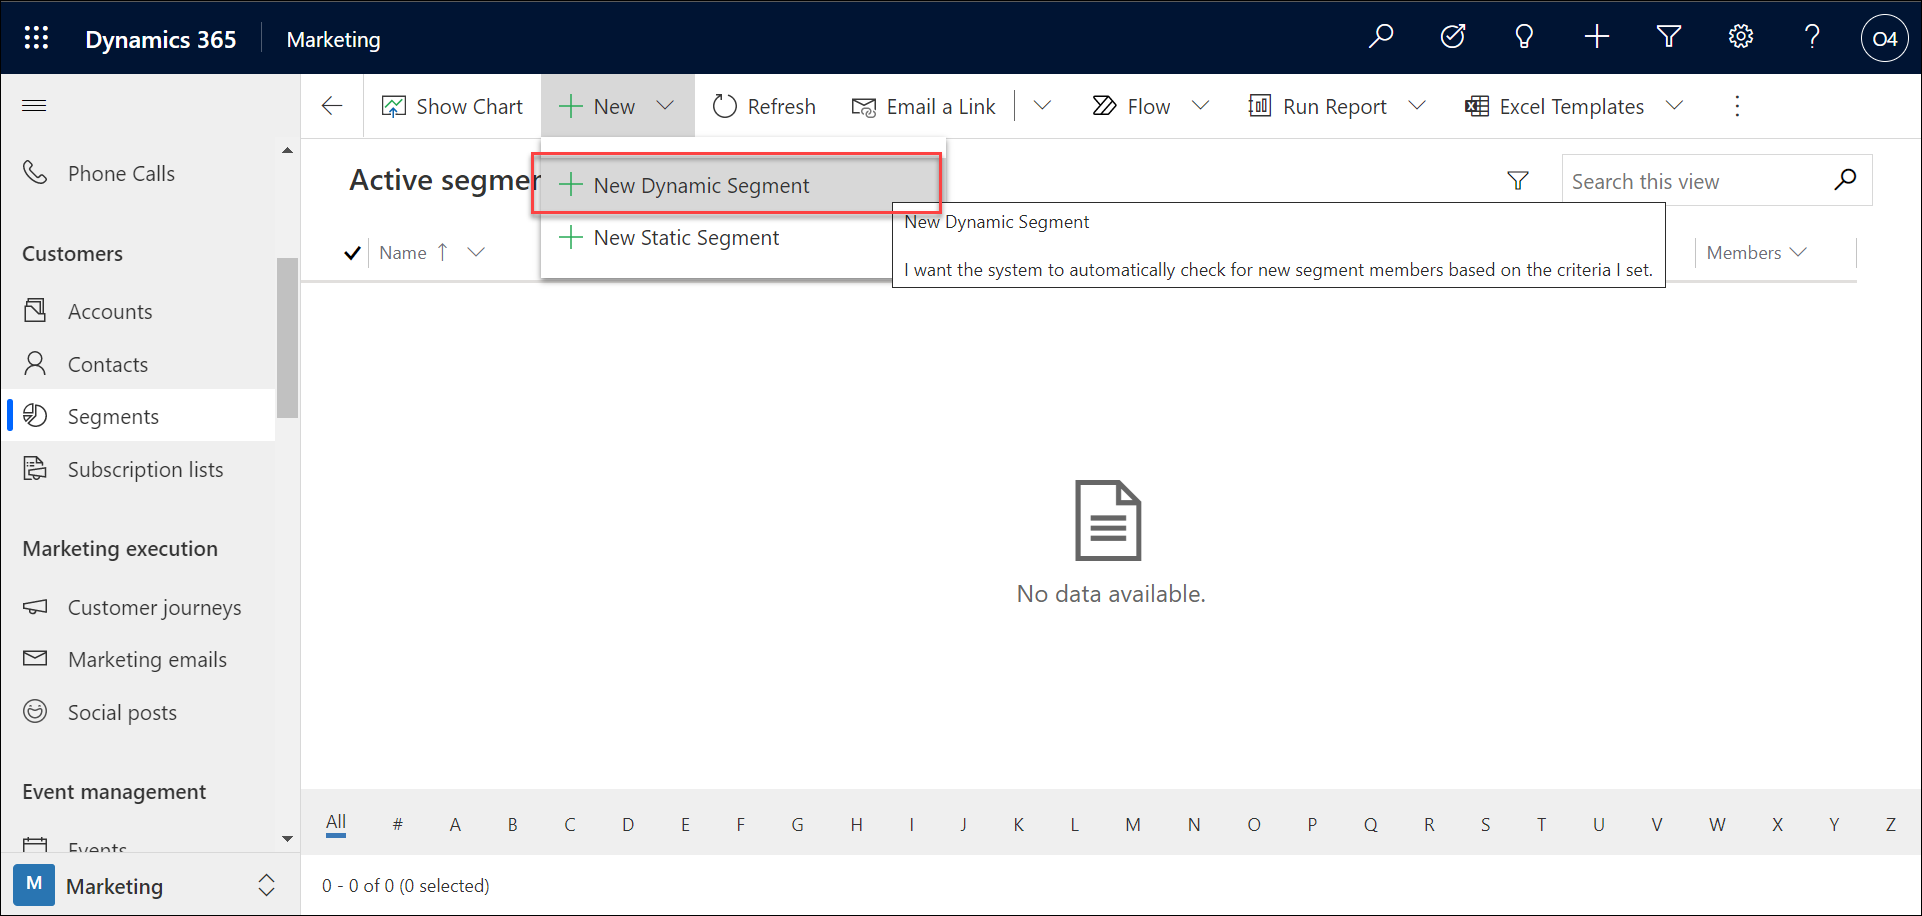 Dynamics 365 Marketing O4
Show Chart New Refresh Email a Link Flow Run Report Excel Templates
Phone Calls
Customers
Accounts
Contacts
Segments
Subscription lists
Marketing execution
Customer journeys
Marketing emails
Social posts
Event management
Events
M Marketing
Active segmen
Search this view
New Dynamic Segment
New Static Segment
New Dynamic Segment
I want the system to automatically check for new segment members based on the criteria I set.
Name Members
No data available.
All # A B C D E F G H I J K L M N O P Q R S T U V W X Y Z
0 - 0 of 0 (0 selected)